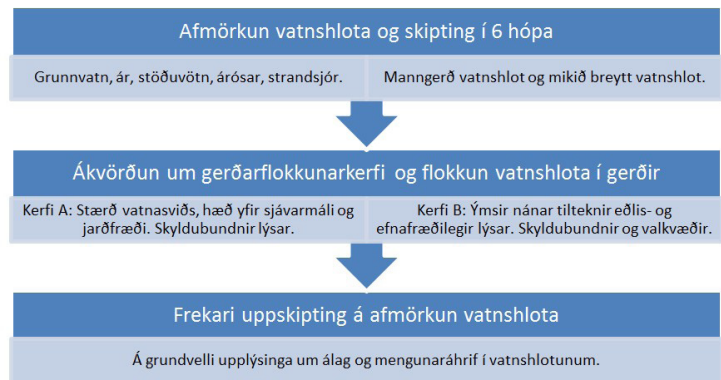 Afmörkun vatnshlota og skipting í 6 hópa
Grunnvatn, ár, stöðuvötn, árósar, strandsjór.
Manngerð vatnshlot og mikið breytt vatnshlot.
Ákvörðun um gerðarflokkunarkerfi og flokkun vatnshlota í gerðir
Kerfi A: Stærð vatnasviðs, hæð yfir sjávarmáli og
jarðfræði. Skyldubundnir lýsar.
Kerfi B: Ýmsir nánar tilteknir eðlis- og
efnafræðilegir lýsar. Skyldubundnir og valkvæðir.
Frekari uppskipting á afmörkun vatnshlota
Á grundvelli upplýsinga um álag og mengunaráhrif í vatnshlotunum.